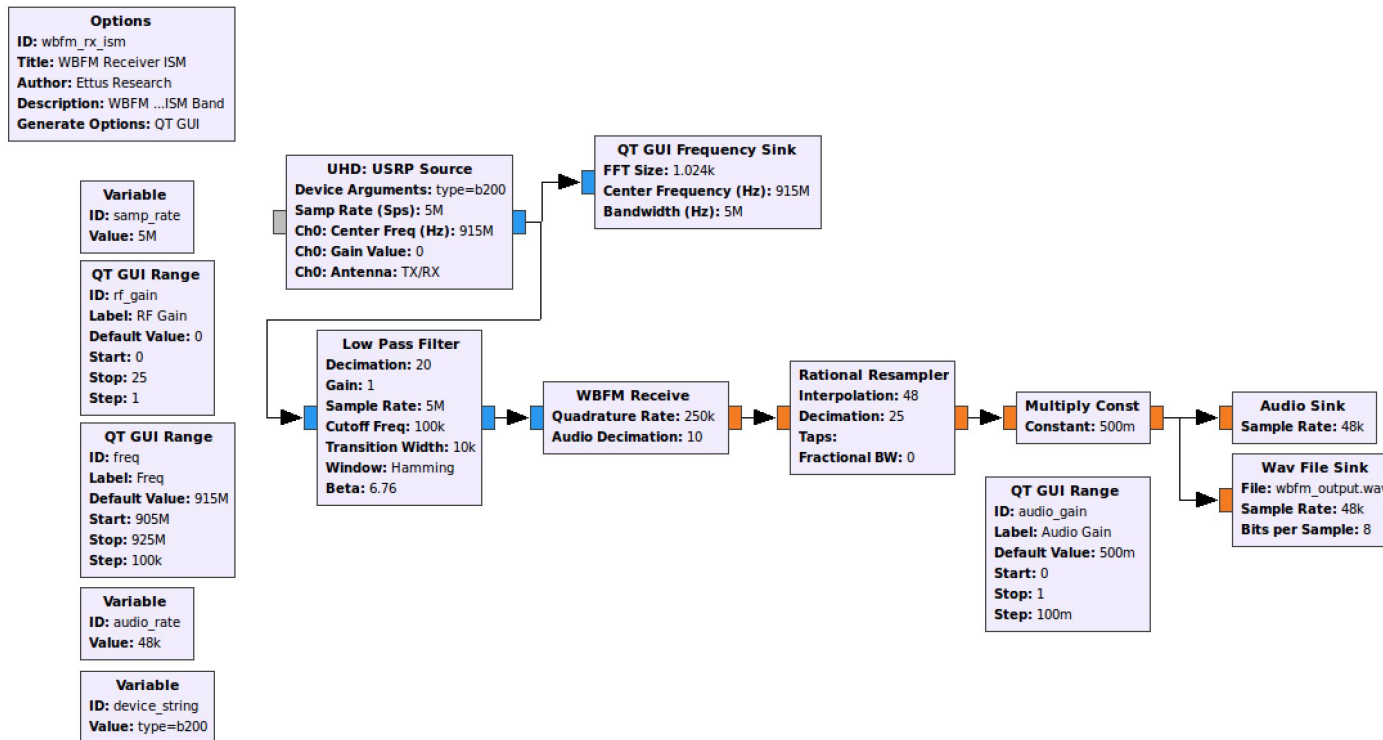 Options
ID: wbfm_rx_ism
Title: WBFM Receiver ISM
Author: Ettus Research
Description: WBFM ...ISM Band
Generate Options: QT GUI
Variable
ID: samp_rate
Value: 5M
QT GUI Range
ID: rf_gain
Label: RF Gain
Default Value: 0
Start: 0
Stop: 25
Step: 1
QT GUI Range
ID: freq
Label: Freq
Default Value: 915M
Start: 905M
Stop: 925M
Step: 100k
Variable
ID: audio_rate
Value: 48k
Variable
ID: device_string
Value: type=b200
UHD: USRP Source
Device Arguments: type=b200
Samp Rate (Sps): 5M
Ch0: Center Freq (Hz): 915M
Ch0: Gain Value: 0
Ch0: Antenna: TX/RX
QT GUI Frequency Sink
FFT Size: 1.024k
Center Frequency (Hz): 915M
Bandwidth (Hz): 5M
Low Pass Filter
Decimation: 20
Gain: 1
Sample Rate: 5M
Cutoff Freq: 100k
Transition Width: 10k
Window: Hamming
Beta: 6.76
WBFM Receive
Quadrature Rate: 250k
Audio Decimation: 10
Rational Resampler
Interpolation: 48
Decimation: 25
Taps:
Fractional BW: 0
Multiply Const
Constant: 500m
QT GUI Range
ID: audio_gain
Label: Audio Gain
Default Value: 500m
Start: 0
Stop: 1
Step: 100m
Audio Sink
Sample Rate: 48k
Wav File Sink
File: wbfm_output.wav
Sample Rate: 48k
Bits per Sample: 8